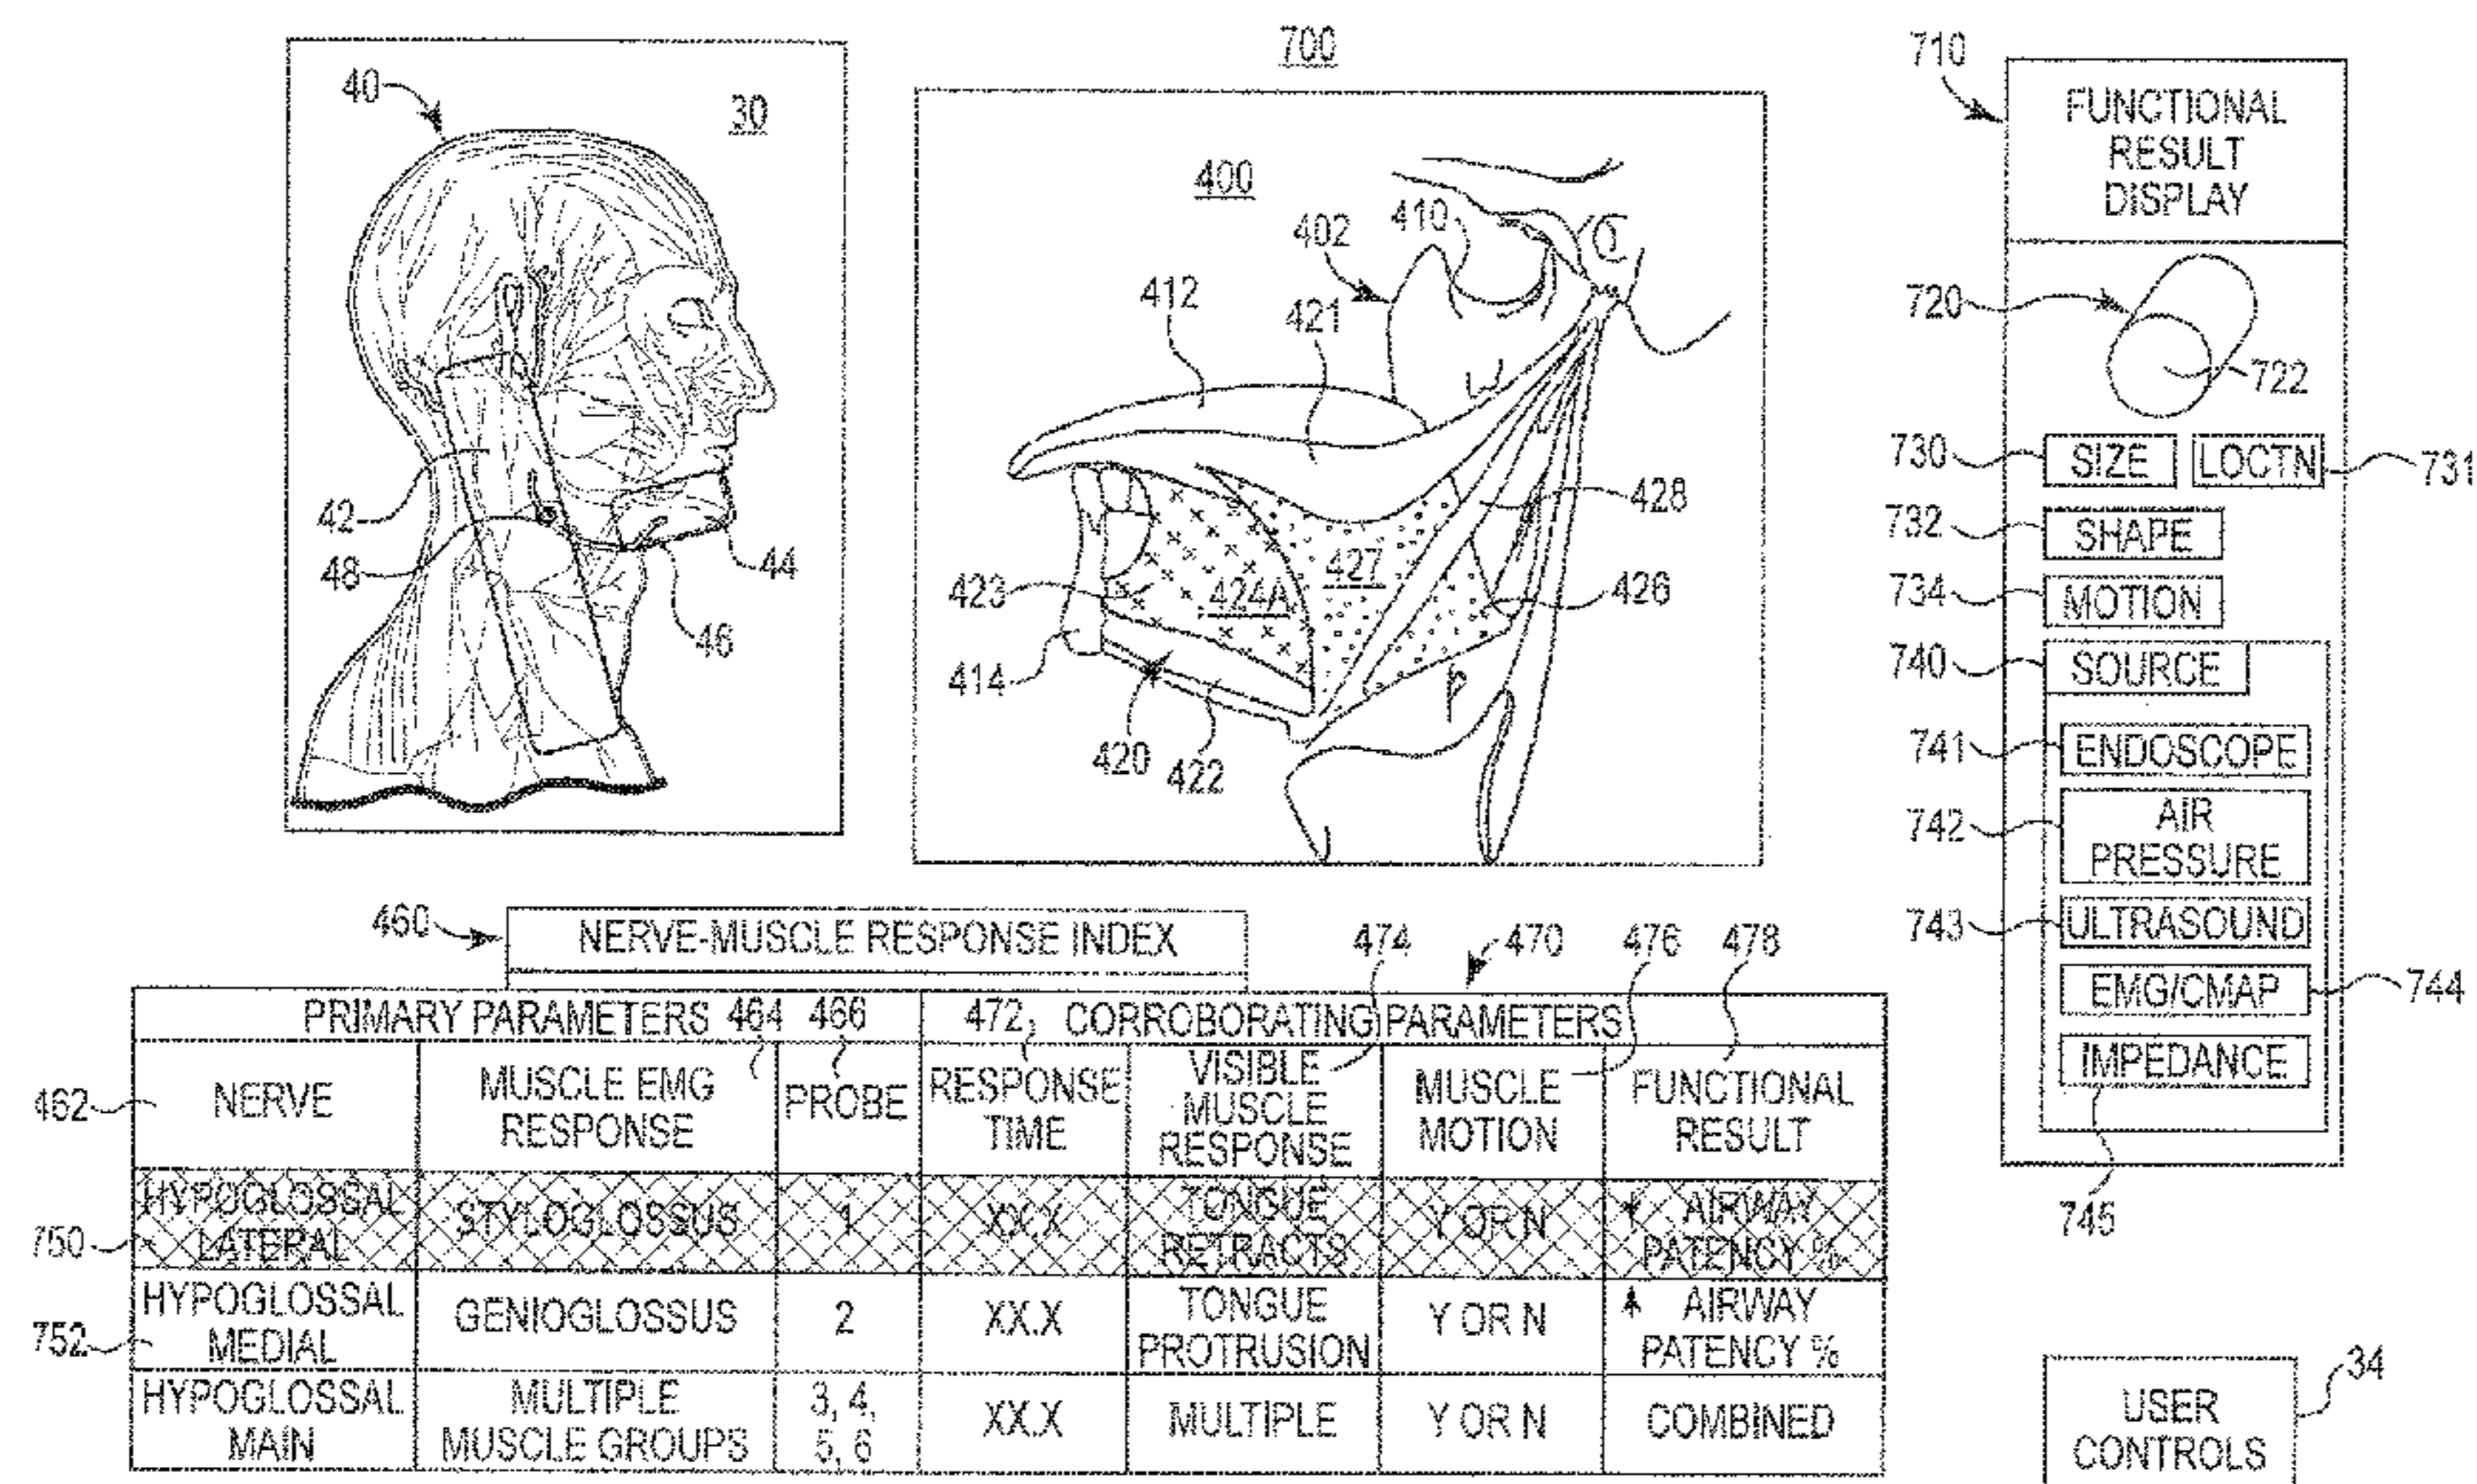 700
40
30
42
48
44
46
400
402
410
412
421
428
423
424A
427
426
414
420
422
710
FUNCTIONAL
RESULT
DISPLAY
720
722
730
SIZE
LOCTN
731
732
SHAPE
734
MOTION
740
SOURCE
741
ENDOSCOPE
742
AIR
PRESSURE
743
ULTRASOUND
EMG/CMAP
744
IMPEDANCE
745
460
NERVE-MUSCLE RESPONSE INDEX
474
470
476
478
PRIMARY PARAMETERS
464
466
472
CORROBORATING PARAMETERS
462
NERVE
MUSCLE EMG
RESPONSE
PROBE
RESPONSE
TIME
VISIBLE
MUSCLE
RESPONSE
MUSCLE
MOTION
FUNCTIONAL
RESULT
750
HYPOGLOSSAL
LATERAL
STYLOGLOSSUS
1
XX.X
TONGUE
RETRACTS
Y OR N
↓ AIRWAY
PATENCY %
752
HYPOGLOSSAL
MEDIAL
GENIOGLOSSUS
2
XX.X
TONGUE
PROTRUSION
Y OR N
↑ AIRWAY
PATENCY %
HYPOGLOSSAL
MAIN
MULTIPLE
MUSCLE GROUPS
3, 4,
5, 6
XX.X
MULTIPLE
Y OR N
COMBINED
34
USER
CONTROLS